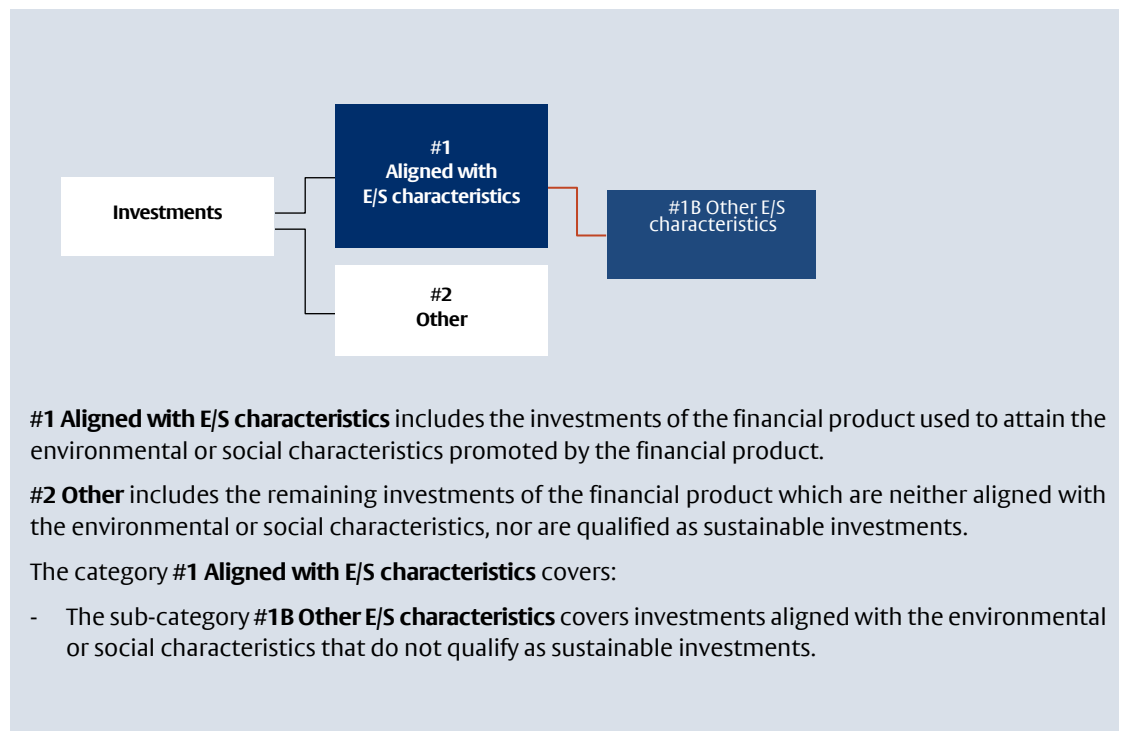 #1
Aligned with
E/S characteristics
Investments
#1B Other E/S
characteristics
#2
Other
#1 Aligned with E/S characteristics includes the investments of the financial product used to attain the
environmental or social characteristics promoted by the financial product.
#2 Other includes the remaining investments of the financial product which are neither aligned with
the environmental or social characteristics, nor are qualified as sustainable investments.
The category #1 Aligned with E/S characteristics covers:
- The sub-category #1B Other E/S characteristics covers investments aligned with the environmental
or social characteristics that do not qualify as sustainable investments.